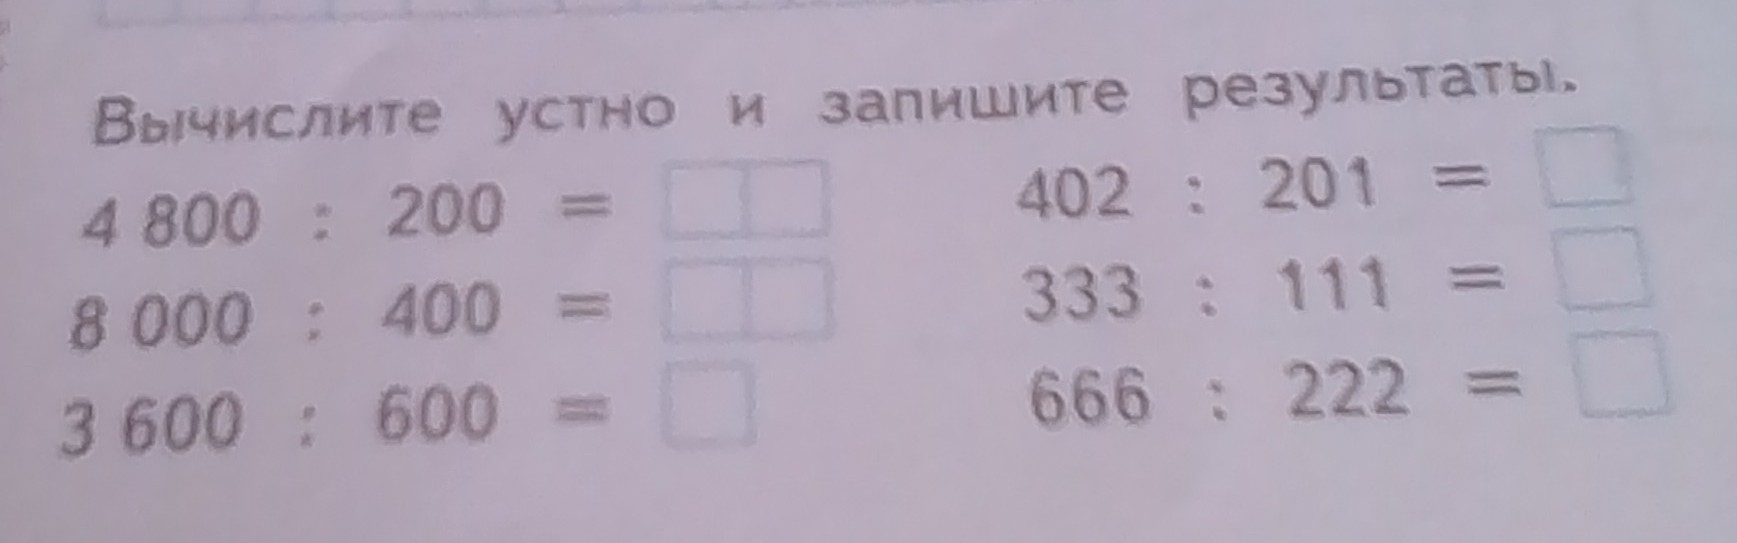 Вычислите устно и запишите результаты.
4 800 : 200 = 402 : 201 =
8 000 : 400 = 333 : 111 =
3 600 : 600 = 666 : 222 =